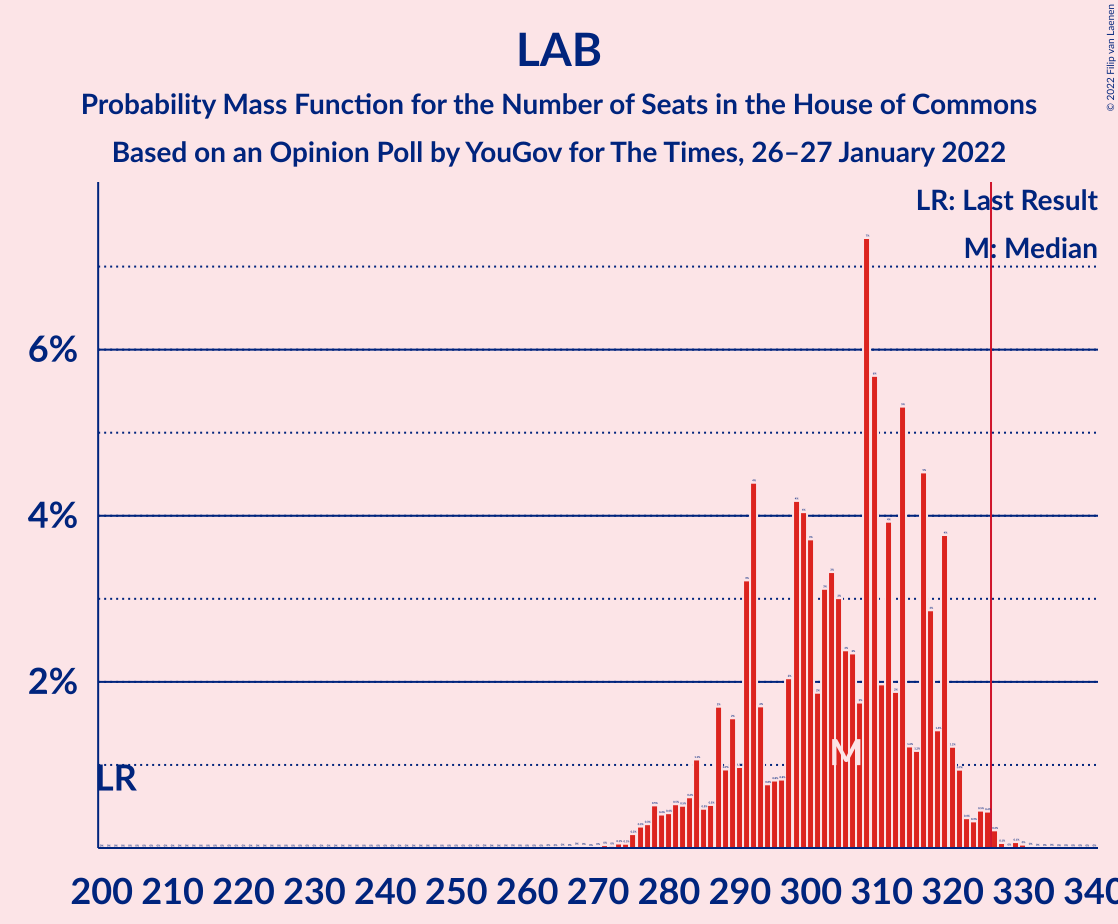 LAB
Probability Mass Function for the Number of Seats in the House of Commons
Based on an Opinion Poll by YouGov for The Times, 26–27 January 2022
© 2022 Filip van Laenen
LR: Last Result
M: Median
6%
4%
2%
LR
M
200 210 220 230 240 250 260 270 280 290 300 310 320 330 340